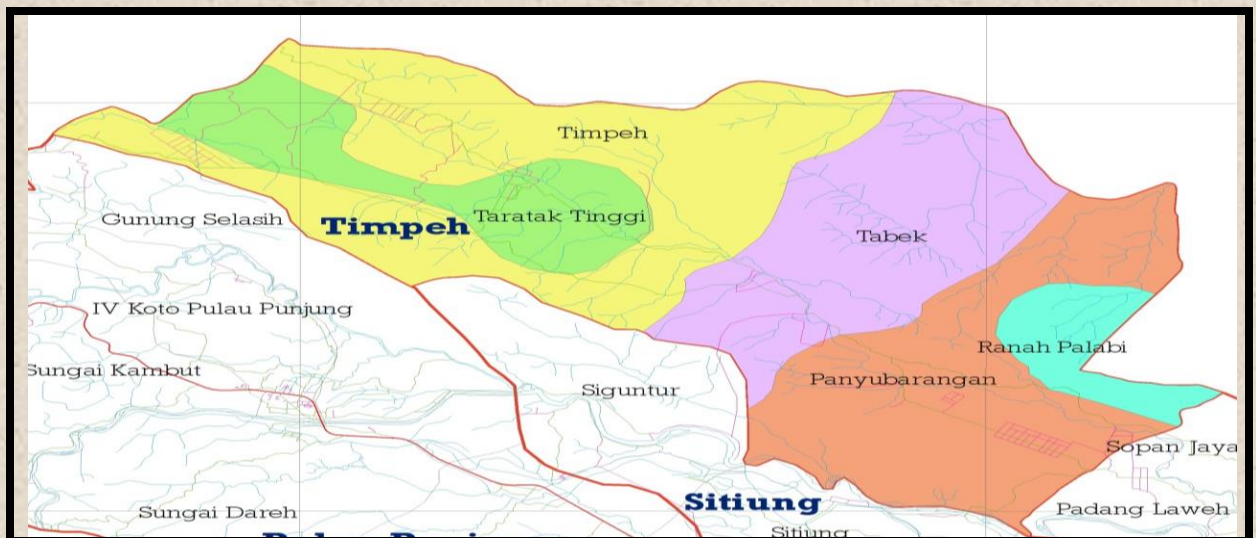 Timpeh
Gunung Selasih
Timpeh
Taratak Tinggi
Tabek
IV Koto Pulau Punjung
Ranah Palabi
Sungai Kambut
Siguntur
Panyubarangan
Sopan Jaya
Sitiung
Sungai Dareh
Padang Laweh
Sitiung